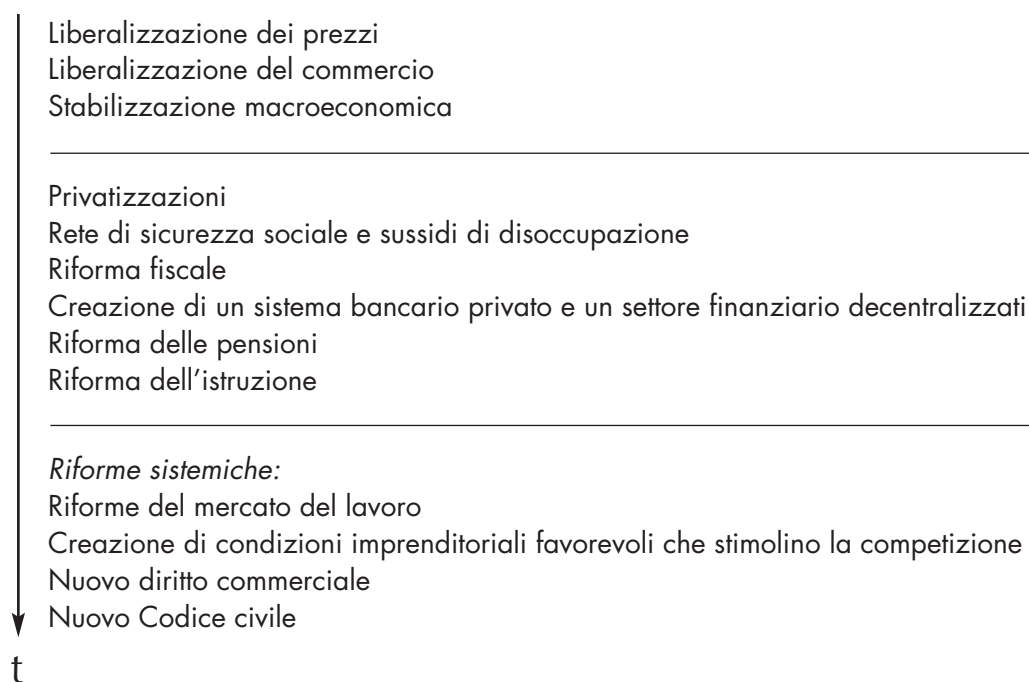 Liberalizzazione dei prezzi
Liberalizzazione del commercio
Stabilizzazione macroeconomica
Privatizzazioni
Rete di sicurezza sociale e sussidi di disoccupazione
Riforma fiscale
Creazione di un sistema bancario privato e un settore finanziario decentralizzati
Riforma delle pensioni
Riforma dell’istruzione
Riforme sistemiche:
Riforme del mercato del lavoro
Creazione di condizioni imprenditoriali favorevoli che stimolino la competizione
Nuovo diritto commerciale
Nuovo Codice civile
t